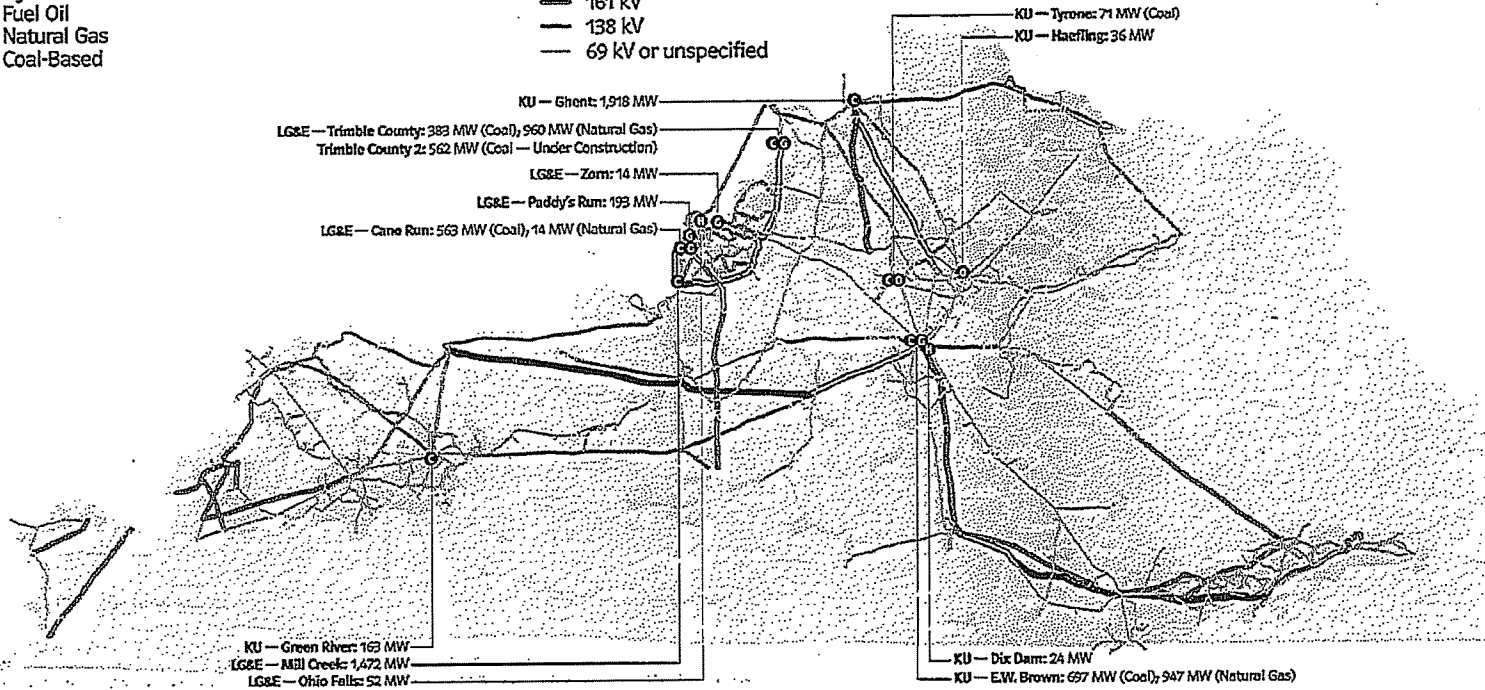 Fuel Oil
Natural Gas
Coal-Based
161 kV
138 kV
69 kV or unspecified
KU — Tyrone: 71 MW (Coal)
KU — Haefling: 36 MW
KU — Ghent: 1,918 MW
LG&E — Trimble County: 383 MW (Coal), 960 MW (Natural Gas)
Trimble County 2: 562 MW (Coal — Under Construction)
LG&E — Zorn: 14 MW
LG&E — Paddy's Run: 193 MW
LG&E — Cane Run: 563 MW (Coal), 14 MW (Natural Gas)
KU — Green River: 163 MW
LG&E — Mill Creek: 1,472 MW
LG&E — Ohio Falls: 52 MW
KU — Dix Dam: 24 MW
KU — E.W. Brown: 697 MW (Coal), 947 MW (Natural Gas)